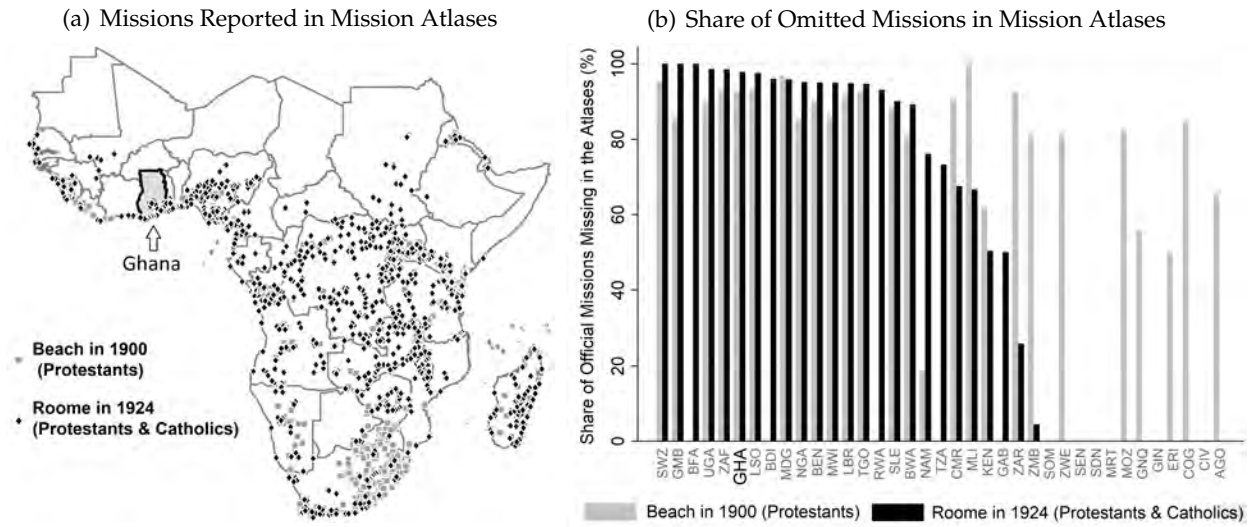 (a) Missions Reported in Mission Atlases
Ghana
Beach in 1900
(Protestants)
Roome in 1924
(Protestants & Catholics)
(b) Share of Omitted Missions in Mission Atlases
Share of Official Missions Missing in the Atlases (%)
100
80
60
40
20
0
SWZ
GMB
BFA
UGA
ZAF
GHA
LSO
BDI
MDG
NGA
BEN
MWI
LBR
TGO
RWA
SLE
BWA
NAM
TZA
CMR
MLI
KEN
GAB
ZAR
ZMB
SOM
ZWE
SEN
SDN
MRT
MOZ
GNQ
GIN
ERI
COG
CIV
AGO
Beach in 1900 (Protestants)
Roome in 1924 (Protestants & Catholics)